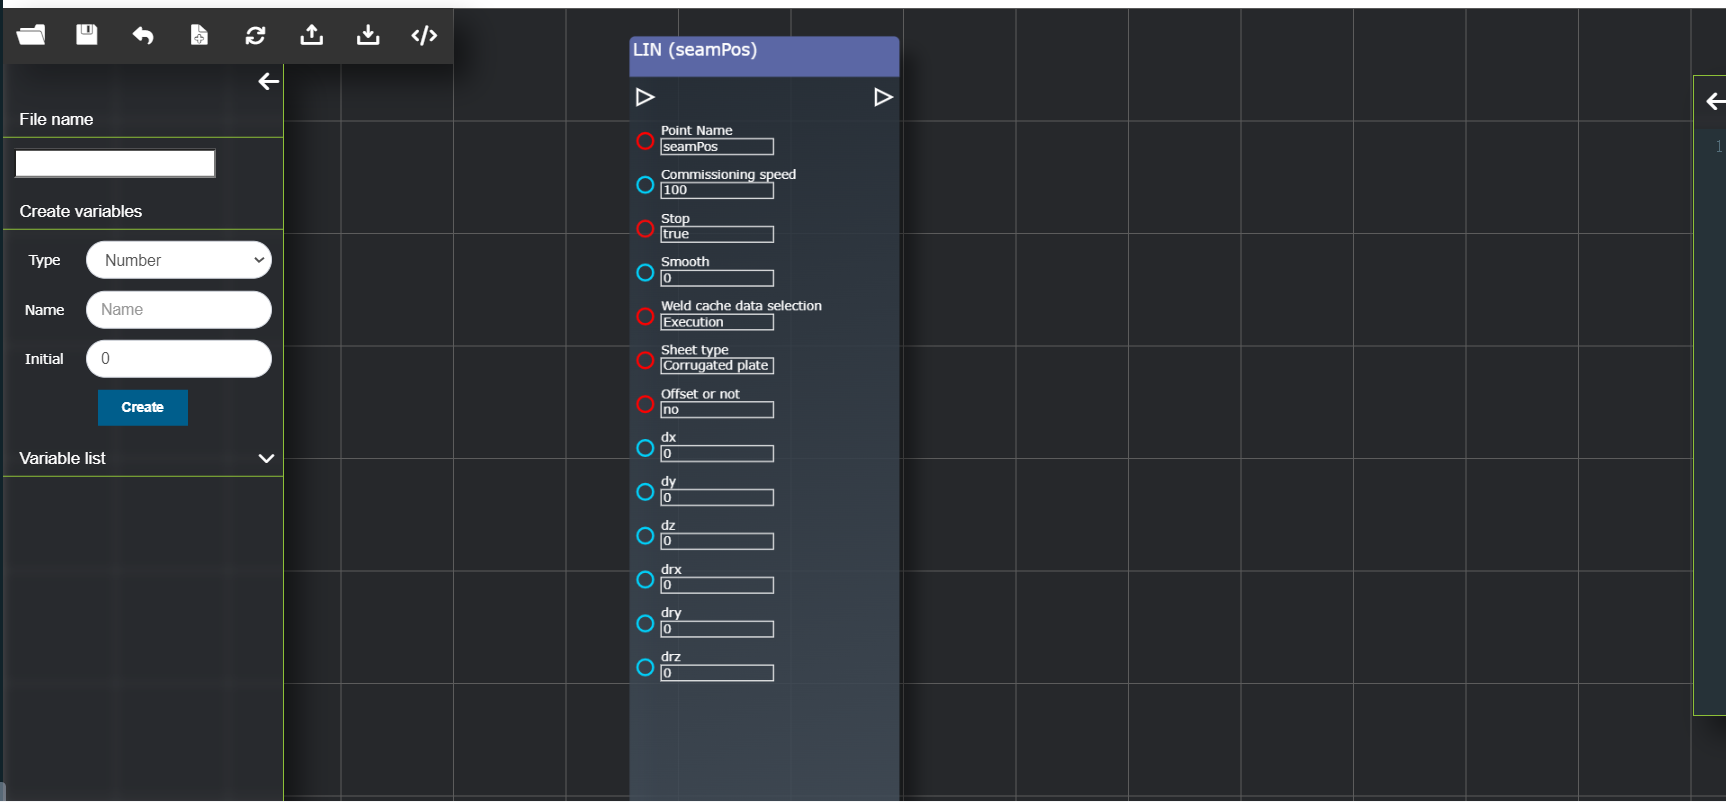 File name
Create variables
Type
Number
Name
Name
Initial
0
Create
Variable list
LIN (seamPos)
Point Name
seamPos
Commissioning speed
100
Stop
true
Smooth
0
Weld cache data selection
Execution
Sheet type
Corrugated plate
Offset or not
no
dx
0
dy
0
dz
0
drx
0
dry
0
drz
0
1